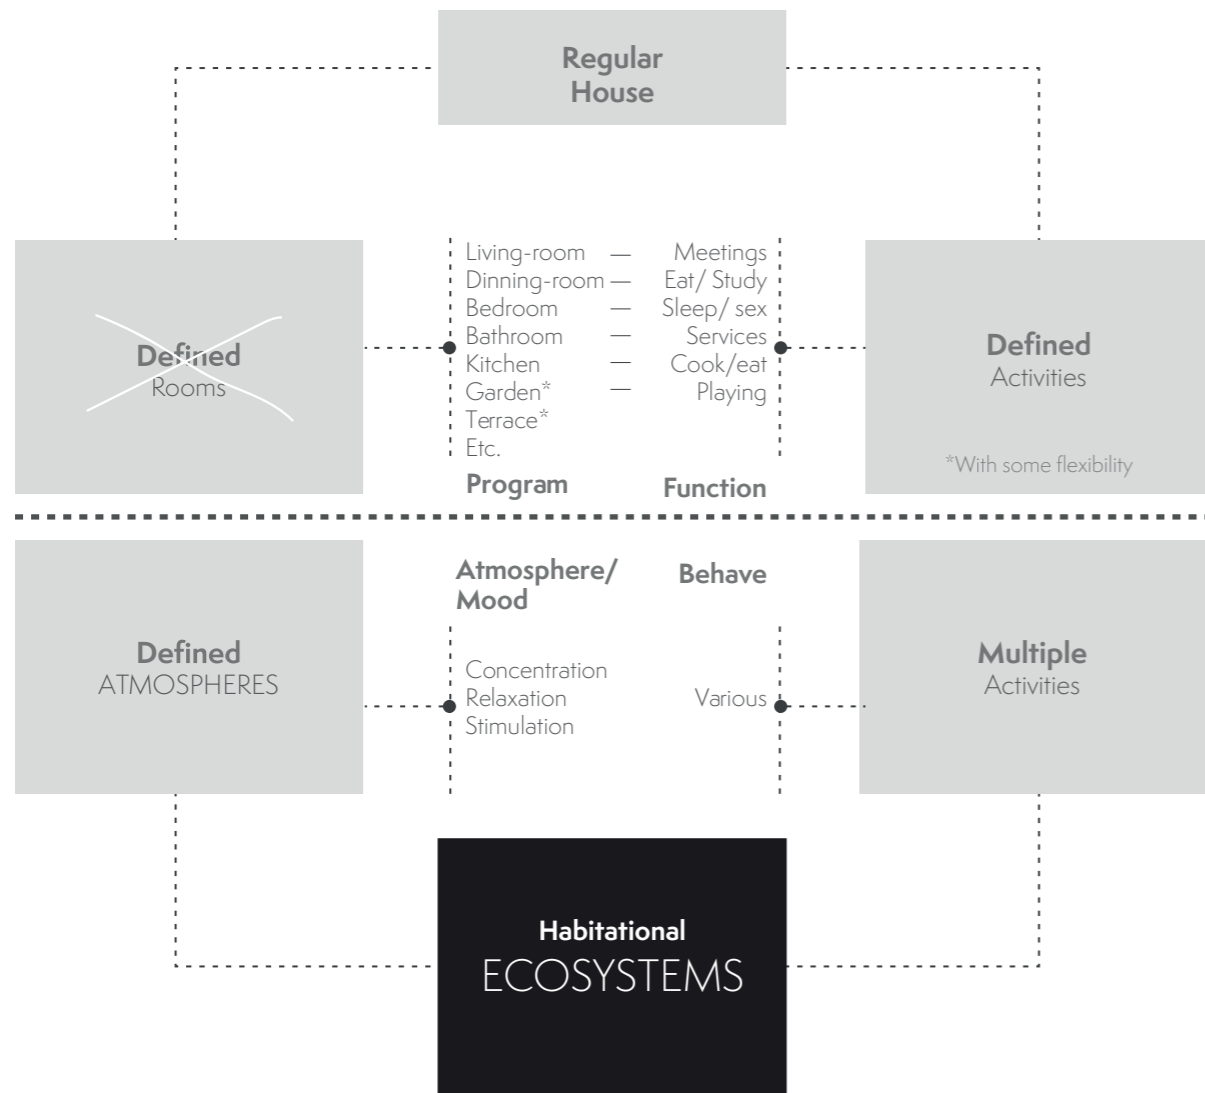 Regular
House
Defined
Rooms
Living-room — Meetings
Dinning-room — Eat/ Study
Bedroom — Sleep/ sex
Bathroom — Services
Kitchen — Cook/eat
Garden* — Playing
Terrace*
Etc.
Program Function
Defined
Activities
*With some flexibility
Defined
ATMOSPHERES
Atmosphere/
Mood
Behave
Concentration
Relaxation
Stimulation
Various
Multiple
Activities
Habitational
ECOSYSTEMS